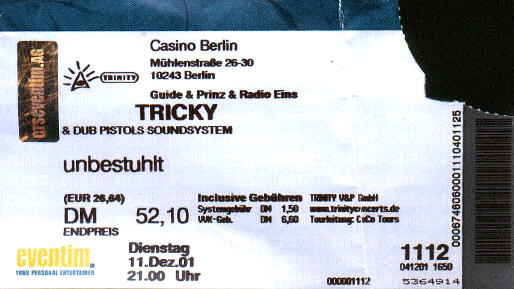 Casino Berlin
Mühlenstraße 26-30
10243 Berlin
TRINITY
CTSeventim.AG
Guide & Prinz & Radio Eins
TRICKY
& DUB PISTOLS SOUNDSYSTEM
unbestuhlt
(EUR 26,64)
DM 52,10
ENDPREIS
Inclusive Gebühren
Systemgebühr DM 1,50
VVK-Geb. DM 6,60
TRINITY V&P GmbH
www.trinityconcerts.de
Tourleitung: CoCo Tours
eventim.
YOUR PERSONAL ENTERTAINER
Dienstag
11.Dez.01
21.00 Uhr
000001112
1112
041201 1650
5364914
0006746060001110401125